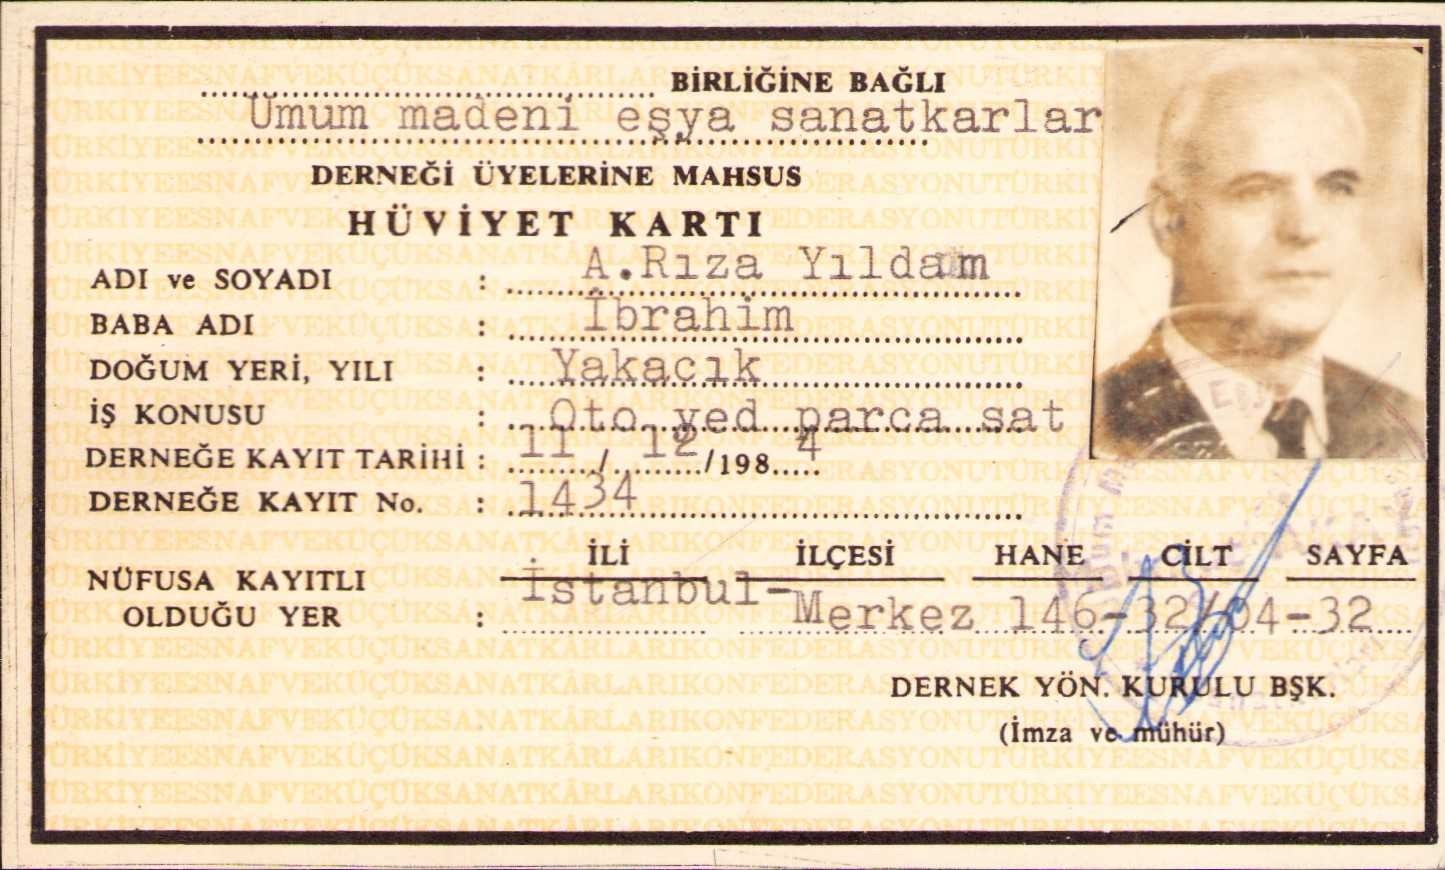 BİRLİĞİNE BAĞLI
Umum madeni eşya sanatkarlar
DERNEĞİ ÜYELERİNE MAHSUS
HÜVİYET KARTI
ADI ve SOYADI : A.Rıza Yıldam
BABA ADI : İbrahim
DOĞUM YERİ, YILI : Yakacık
İŞ KONUSU : Oto yed parca sat
DERNEĞE KAYIT TARİHİ : 11 / 12 /198 4
DERNEĞE KAYIT No. : 1434
İLİ İLÇESİ HANE CİLT SAYFA
NÜFUSA KAYITLI OLDUĞU YER : İstanbul-Merkez 146-32/04-32
DERNEK YÖN. KURULU BŞK.
(İmza ve mühür)